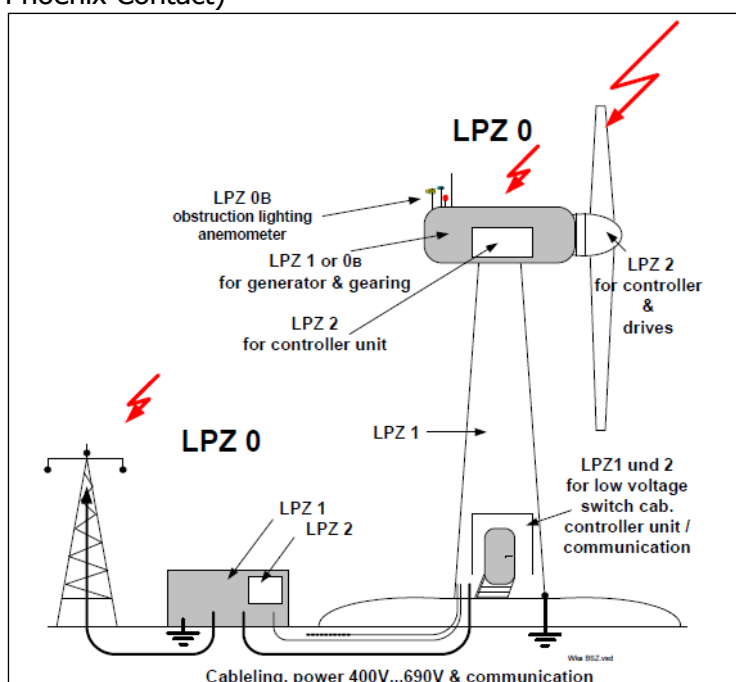 Phoenix Contact)
LPZ 0
LPZ 0B
obstruction lighting
anemometer
LPZ 1 or 0B
for generator & gearing
LPZ 2
for controller unit
LPZ 2
for controller
&
drives
LPZ 0
LPZ 1
LPZ1 und 2
for low voltage
switch cab.
controller unit /
communication
LPZ 1
LPZ 2
Wka BSZ.vsd
Cableling, power 400V...690V & communication